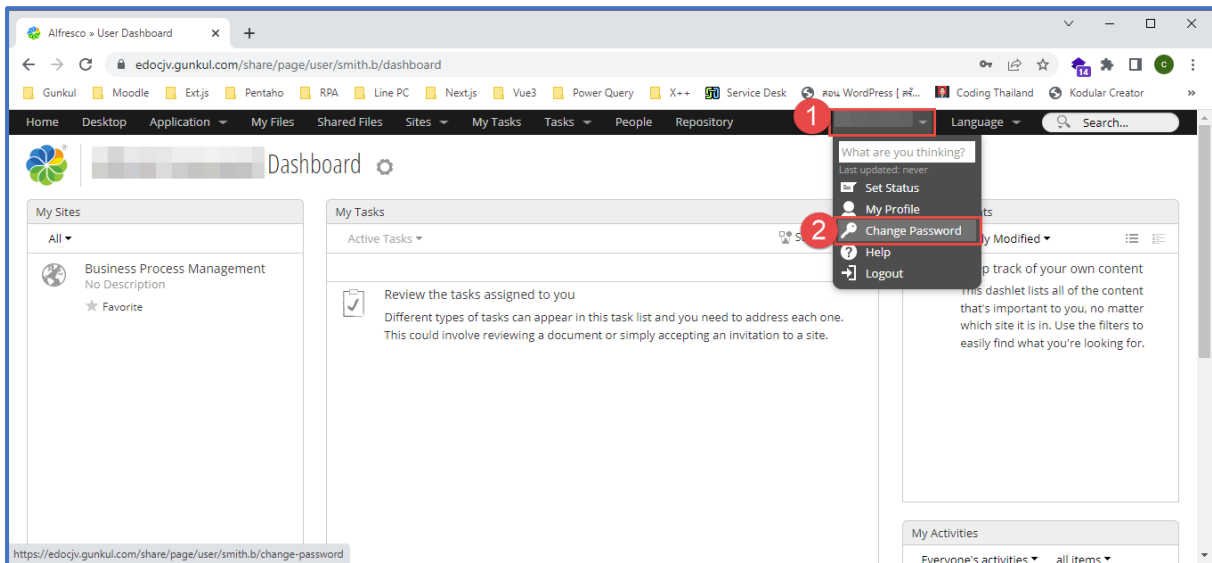 Alfresco » User Dashboard
edocjv.gunkul.com/share/page/user/smith.b/dashboard
14
c
Gunkul Moodle Ext.js Pentaho RPA Line PC Next.js Vue3 Power Query X++ Service Desk สอน WordPress [ สร้... Coding Thailand Kodular Creator »
Home Desktop Application My Files Shared Files Sites My Tasks Tasks People Repository 1 Language Search...
Dashboard
What are you thinking?
Last updated: never
Set Status
My Profile
2 Change Password
Help
Logout
My Sites
All
Business Process Management
No Description
Favorite
My Tasks
Active Tasks
Review the tasks assigned to you
Different types of tasks can appear in this task list and you need to address each one.
This could involve reviewing a document or simply accepting an invitation to a site.
Modified
track of your own content
This dashlet lists all of the content
that's important to you, no matter
which site it is in. Use the filters to
easily find what you're looking for.
My Activities
Everyone's activities all items
https://edocjv.gunkul.com/share/page/user/smith.b/change-password